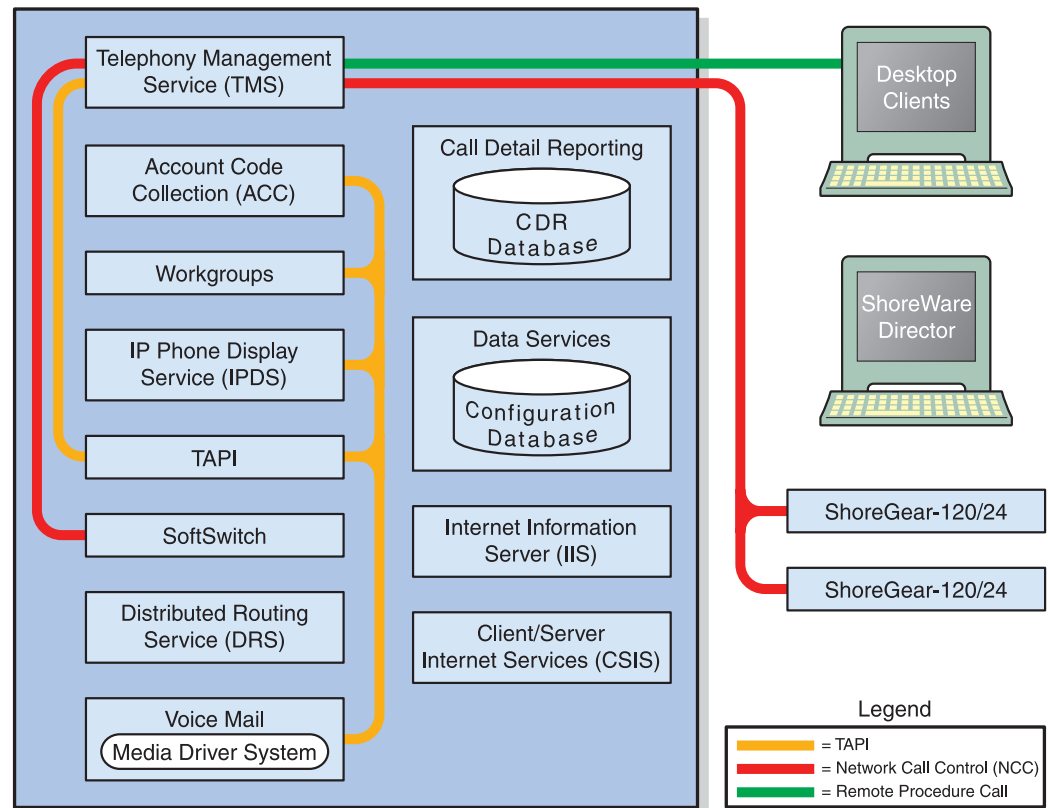 Telephony Management
Service (TMS)
Account Code
Collection (ACC)
Workgroups
IP Phone Display
Service (IPDS)
TAPI
SoftSwitch
Distributed Routing
Service (DRS)
Voice Mail
Media Driver System
Call Detail Reporting
CDR
Database
Data Services
Configuration
Database
Internet Information
Server (IIS)
Client/Server
Internet Services (CSIS)
Desktop
Clients
ShoreWare
Director
ShoreGear-120/24
ShoreGear-120/24
Legend
= TAPI
= Network Call Control (NCC)
= Remote Procedure Call